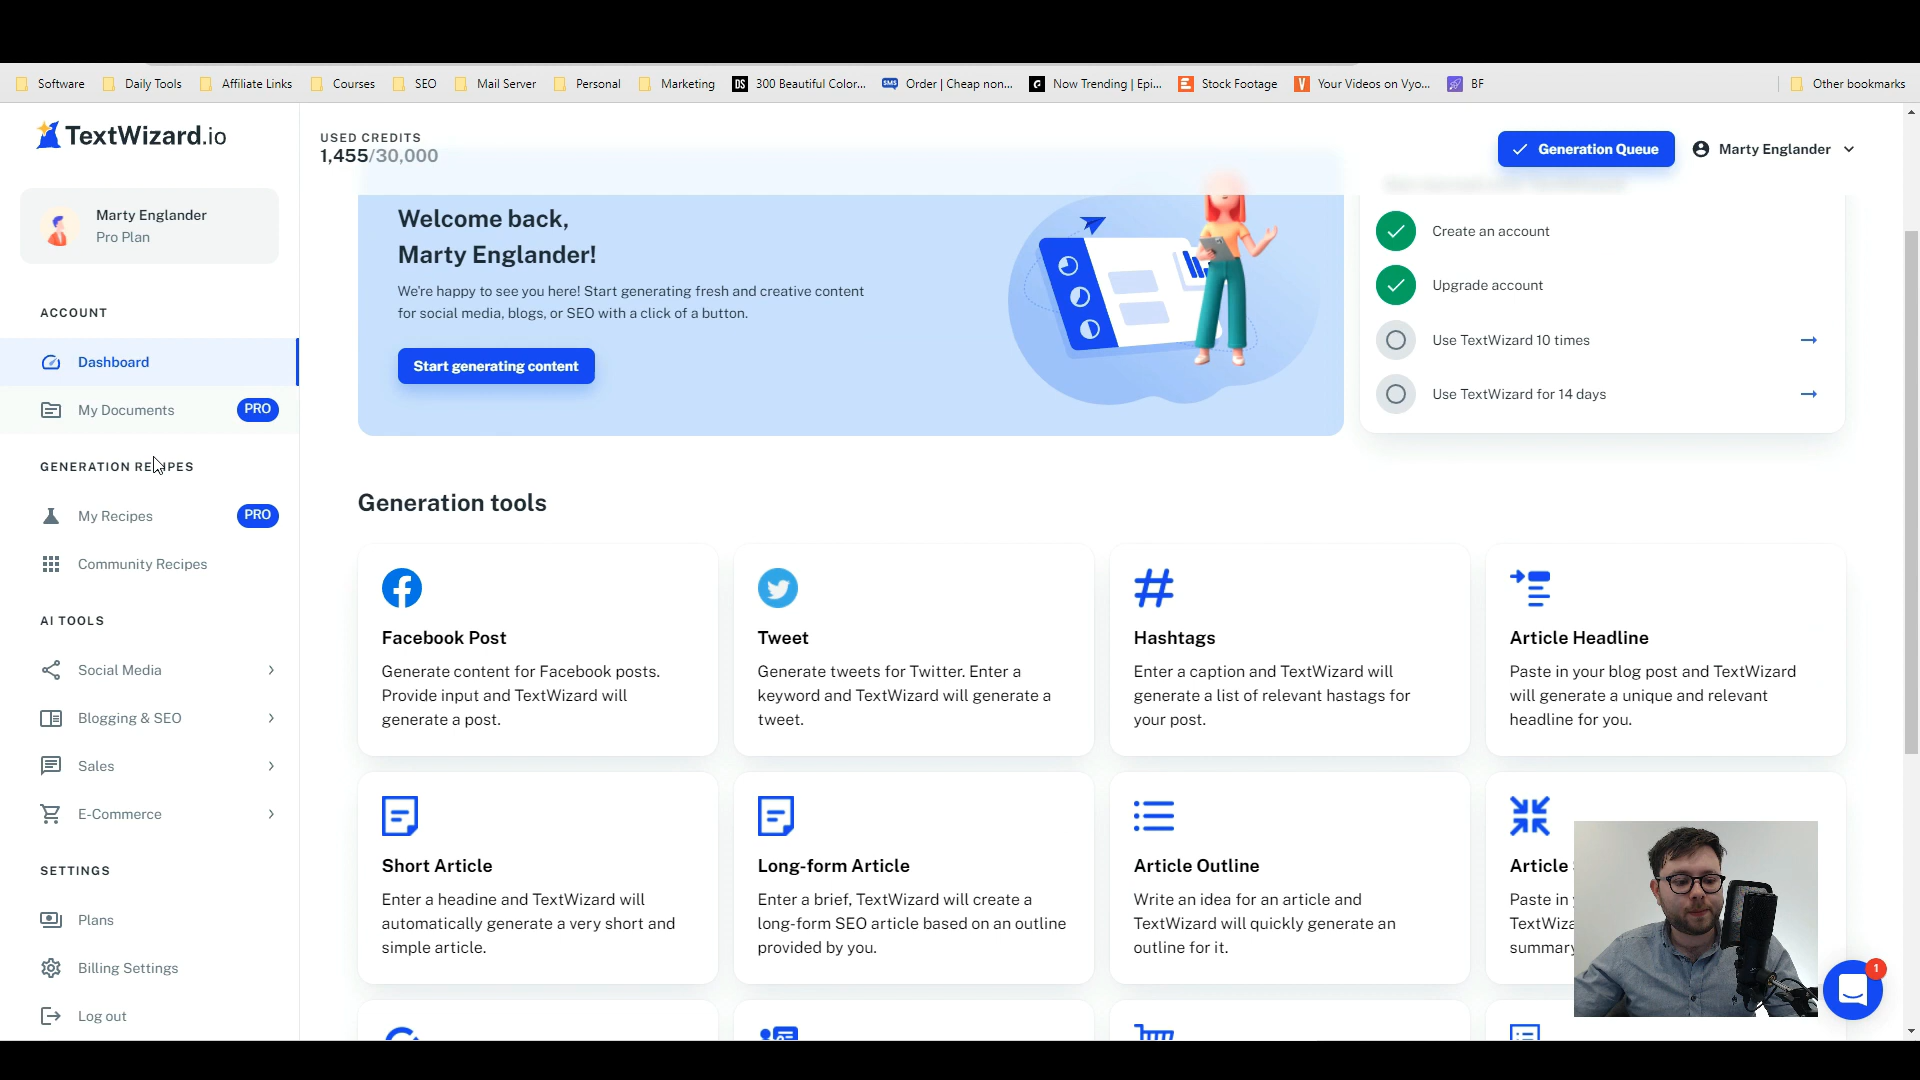 Software
Daily Tools
Affiliate Links
Courses
SEO
Mail Server
Personal
Marketing
DS
300 Beautiful Color...
SMS
Order | Cheap non...
Now Trending | Epi...
Stock Footage
V
Your Videos on Vyo...
BF
Other bookmarks
TextWizard.io
USED CREDITS
1,455/30,000
Generation Queue
Marty Englander
Marty Englander
Pro Plan
ACCOUNT
Dashboard
My Documents
PRO
GENERATION RECIPES
My Recipes
PRO
Community Recipes
AI TOOLS
Social Media
Blogging & SEO
Sales
E-Commerce
SETTINGS
Plans
Billing Settings
Log out
Welcome back,
Marty Englander!
We're happy to see you here! Start generating fresh and creative content
for social media, blogs, or SEO with a click of a button.
Start generating content
Create an account
Upgrade account
Use TextWizard 10 times
Use TextWizard for 14 days
Generation tools
Facebook Post
Generate content for Facebook posts.
Provide input and TextWizard will
generate a post.
Tweet
Generate tweets for Twitter. Enter a
keyword and TextWizard will generate a
tweet.
Hashtags
Enter a caption and TextWizard will
generate a list of relevant hastags for
your post.
Article Headline
Paste in your blog post and TextWizard
will generate a unique and relevant
headline for you.
Short Article
Enter a headine and TextWizard will
automatically generate a very short and
simple article.
Long-form Article
Enter a brief, TextWizard will create a
long-form SEO article based on an outline
provided by you.
Article Outline
Write an idea for an article and
TextWizard will quickly generate an
outline for it.
Article
Paste in
TextWiza
summary
1